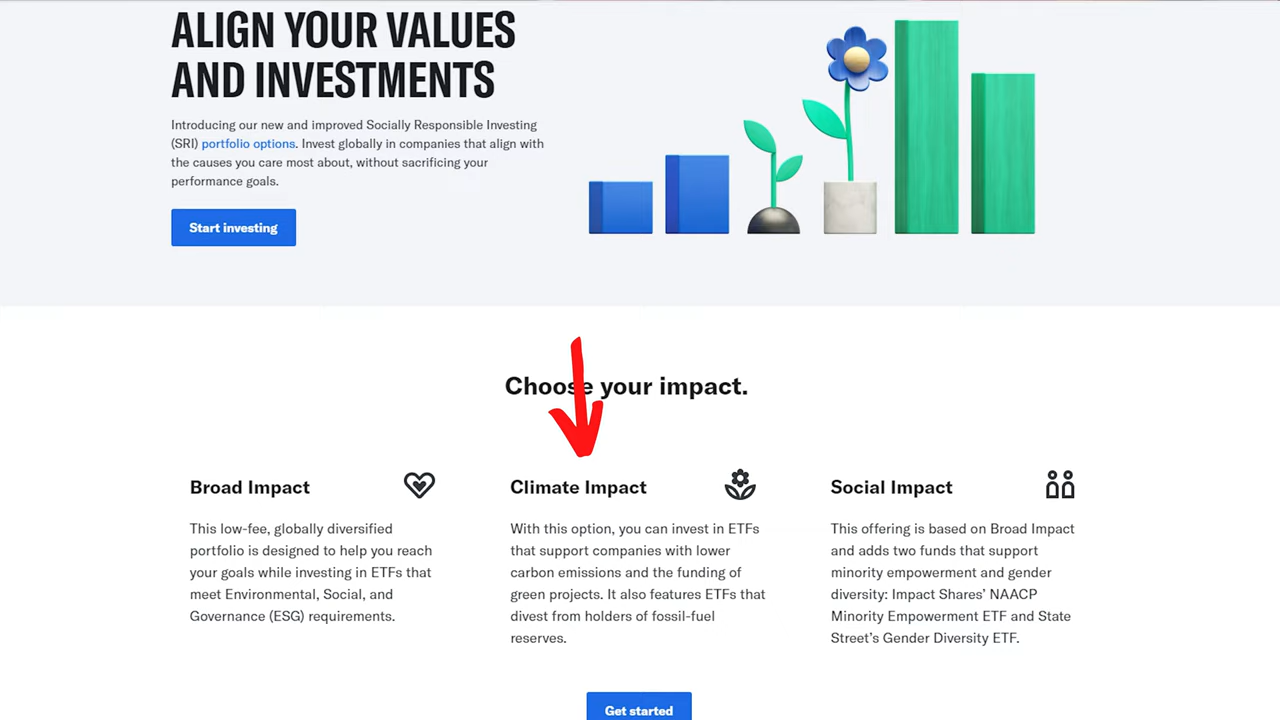 ALIGN YOUR VALUES
AND INVESTMENTS
Introducing our new and improved Socially Responsible Investing
(SRI) portfolio options. Invest globally in companies that align with
the causes you care most about, without sacrificing your
performance goals.
Start investing
Choose your impact.
Broad Impact
This low-fee, globally diversified
portfolio is designed to help you reach
your goals while investing in ETFs that
meet Environmental, Social, and
Governance (ESG) requirements.
Climate Impact
With this option, you can invest in ETFs
that support companies with lower
carbon emissions and the funding of
green projects. It also features ETFs that
divest from holders of fossil-fuel
reserves.
Social Impact
This offering is based on Broad Impact
and adds two funds that support
minority empowerment and gender
diversity: Impact Shares’ NAACP
Minority Empowerment ETF and State
Street’s Gender Diversity ETF.
Get started